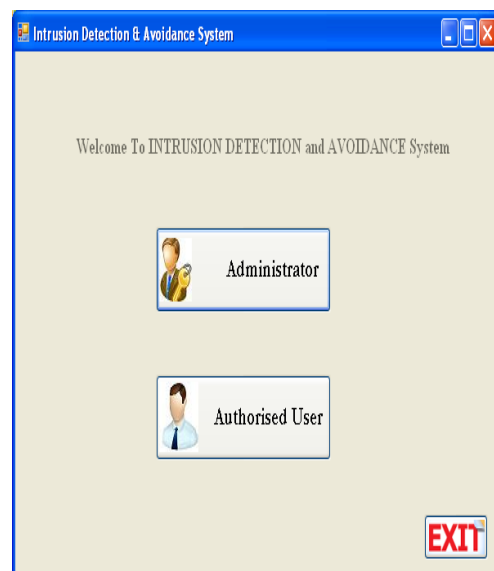 Intrusion Detection & Avoidance System
Welcome To INTRUSION DETECTION and AVOIDANCE System
Administrator
Authorised User
EXIT